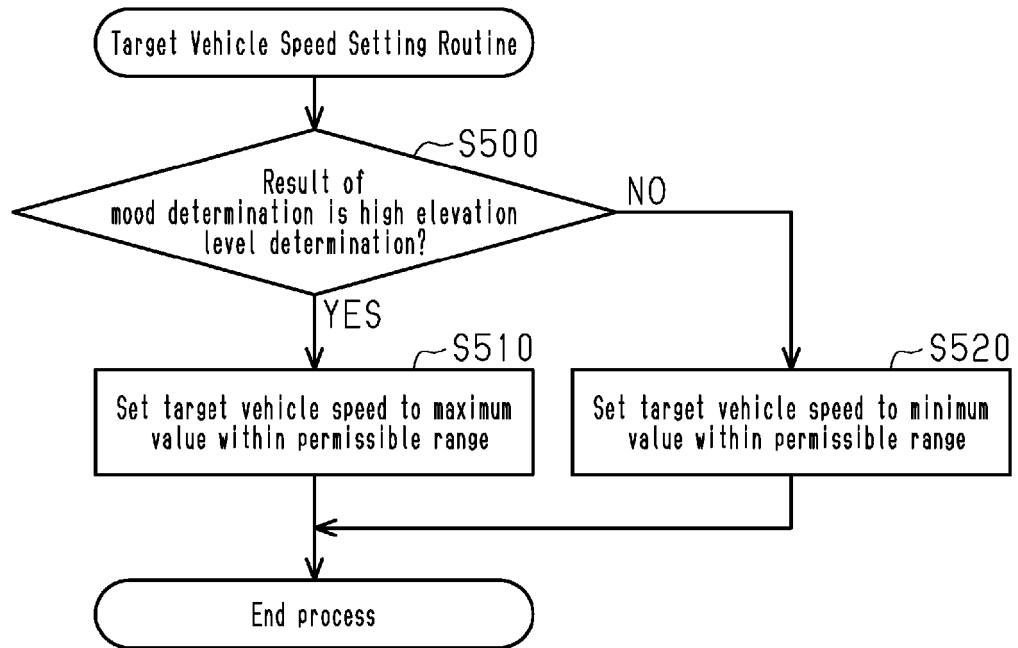 Target Vehicle Speed Setting Routine
S500
Result of
mood determination is high elevation
level determination?
NO
YES
S510
Set target vehicle speed to maximum
value within permissible range
S520
Set target vehicle speed to minimum
value within permissible range
End process